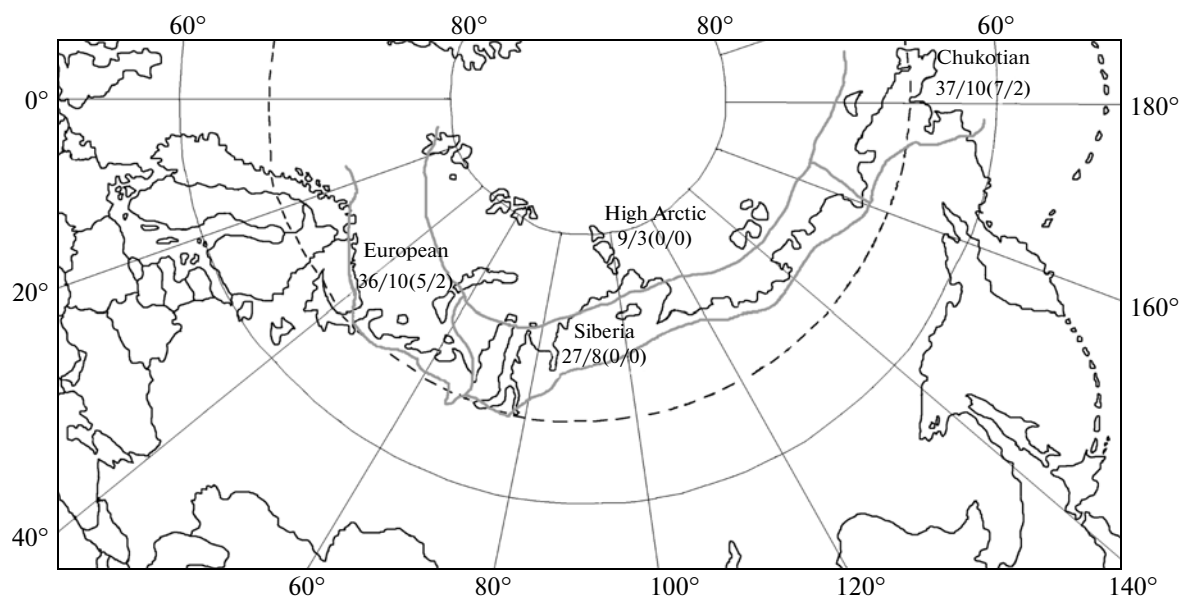 60° 80° 80° 60°
Chukotian
37/10(7/2)
0° 180°
High Arctic
9/3(0/0)
European
36/10(5/2)
20° 160°
Siberia
27/8(0/0)
40°
60° 80° 100° 120° 140°